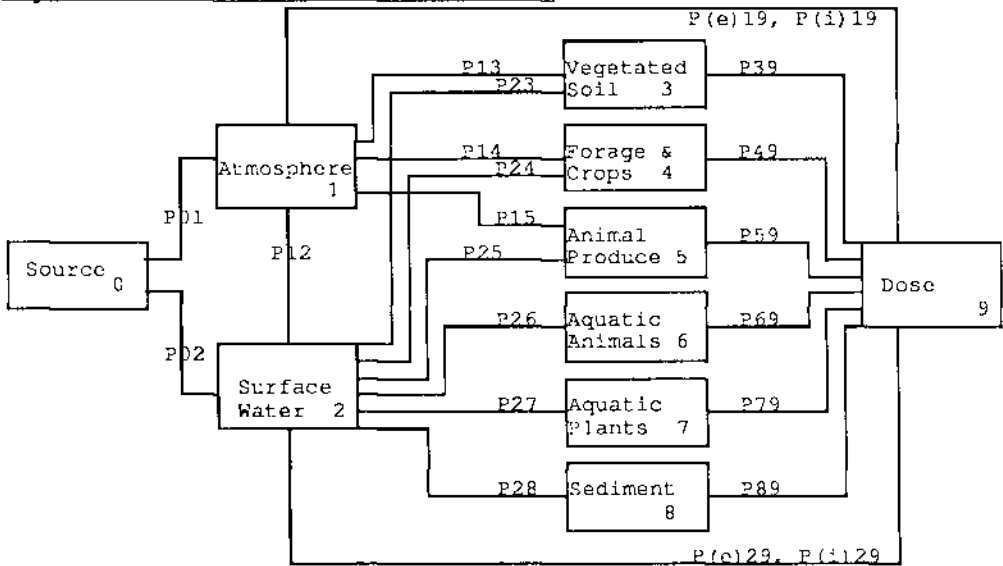 P(e)19, P(i)19
P13
Vegetated
Soil 3
P39
P23
Atmosphere
1
P14
Forage &
Crops 4
P49
P24
P01
P12
P15
Animal
Produce 5
P59
P25
Source
0
Dose
9
P26
Aquatic
Animals 6
P69
P02
Surface
Water 2
P27
Aquatic
Plants 7
P79
P28
Sediment
8
P89
P(e)29, P(i)29